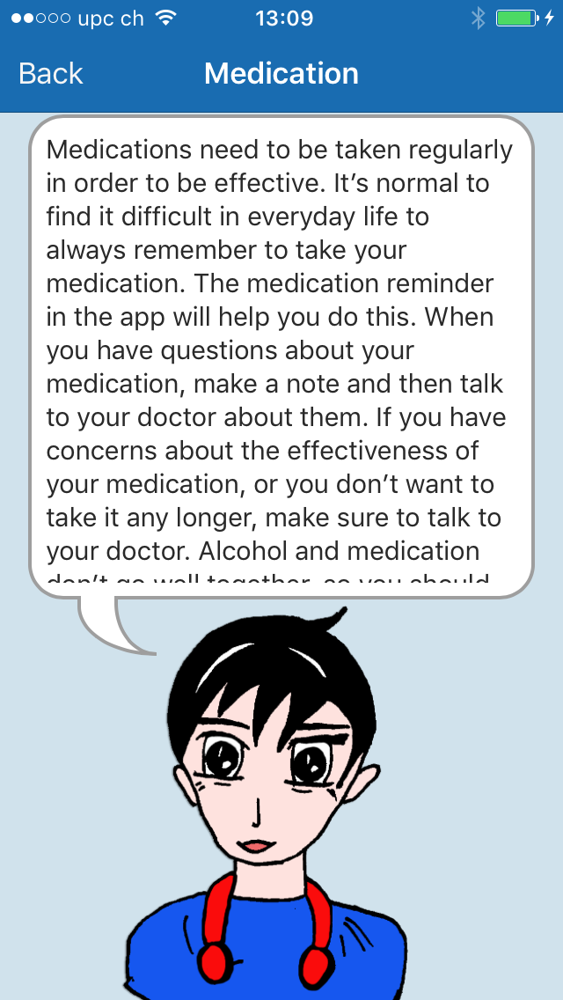 upc ch
13:09
Back
Medication
Medications need to be taken regularly
in order to be effective. It’s normal to
find it difficult in everyday life to
always remember to take your
medication. The medication reminder
in the app will help you do this. When
you have questions about your
medication, make a note and then talk
to your doctor about them. If you have
concerns about the effectiveness of
your medication, or you don’t want to
take it any longer, make sure to talk to
your doctor. Alcohol and medication
don’t go well together, so you should